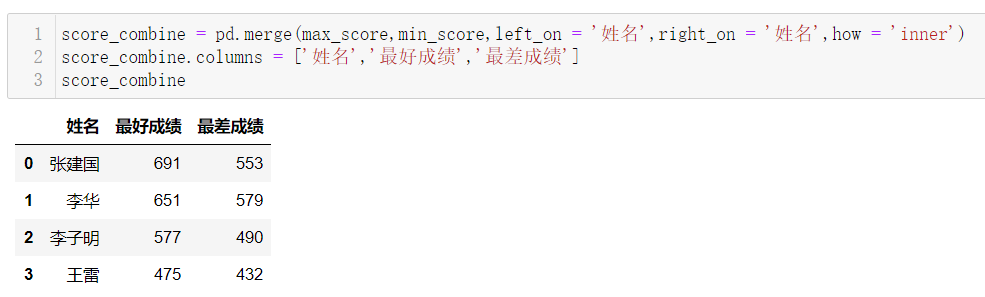 1 score_combine = pd.merge(max_score,min_score,left_on = '姓名',right_on = '姓名',how = 'inner')
2 score_combine.columns = ['姓名','最好成绩','最差成绩']
3 score_combine
姓名 最好成绩 最差成绩
0 张建国 691 553
1 李华 651 579
2 李子明 577 490
3 王雷 475 432